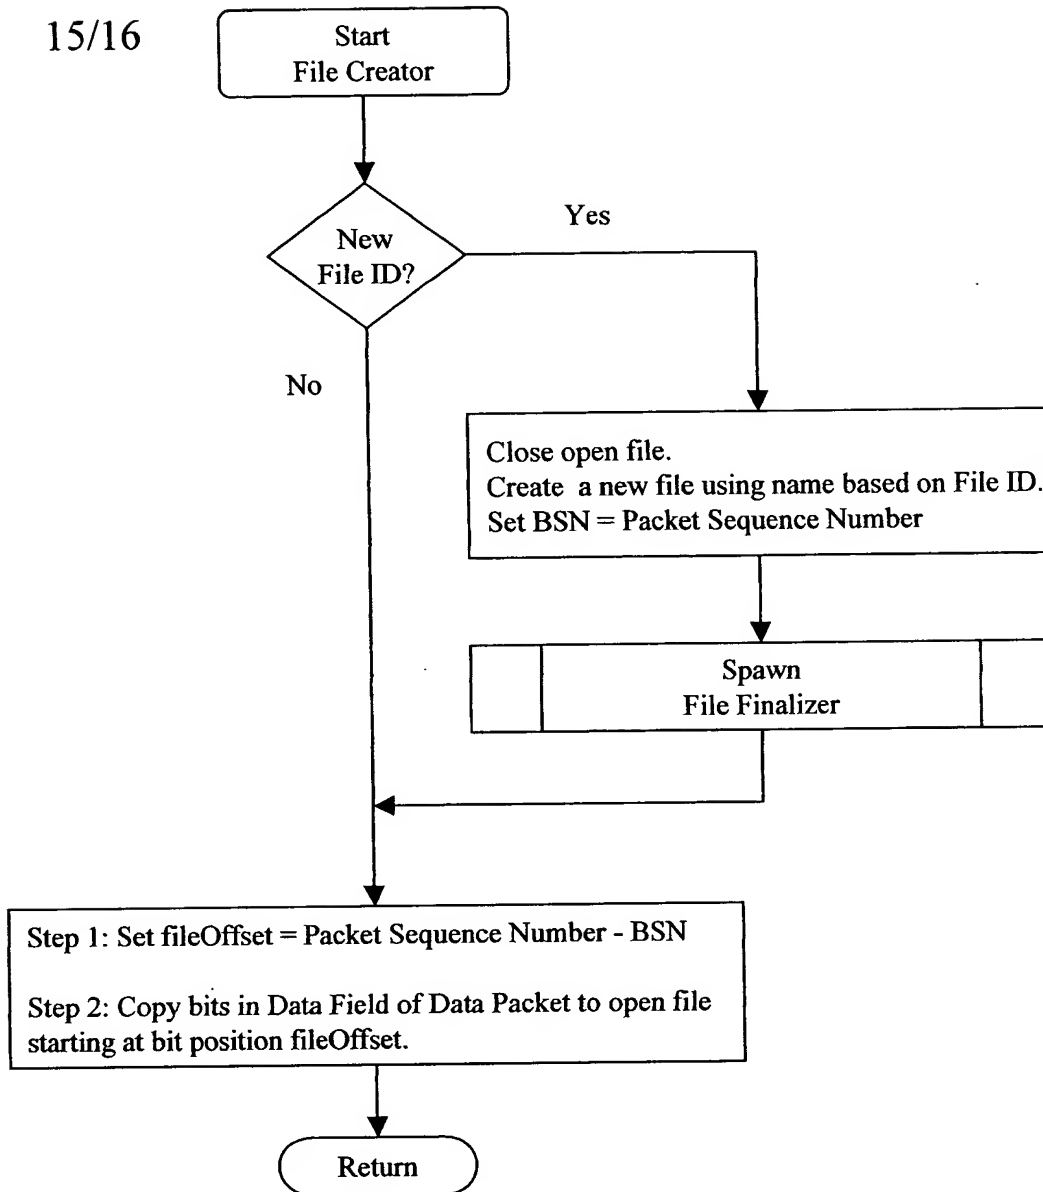 15/16
Start
File Creator
New
File ID?
Yes
No
Close open file.
Create a new file using name based on File ID.
Set BSN = Packet Sequence Number
Spawn
File Finalizer
Step 1: Set fileOffset = Packet Sequence Number - BSN
Step 2: Copy bits in Data Field of Data Packet to open file
starting at bit position fileOffset.
Return